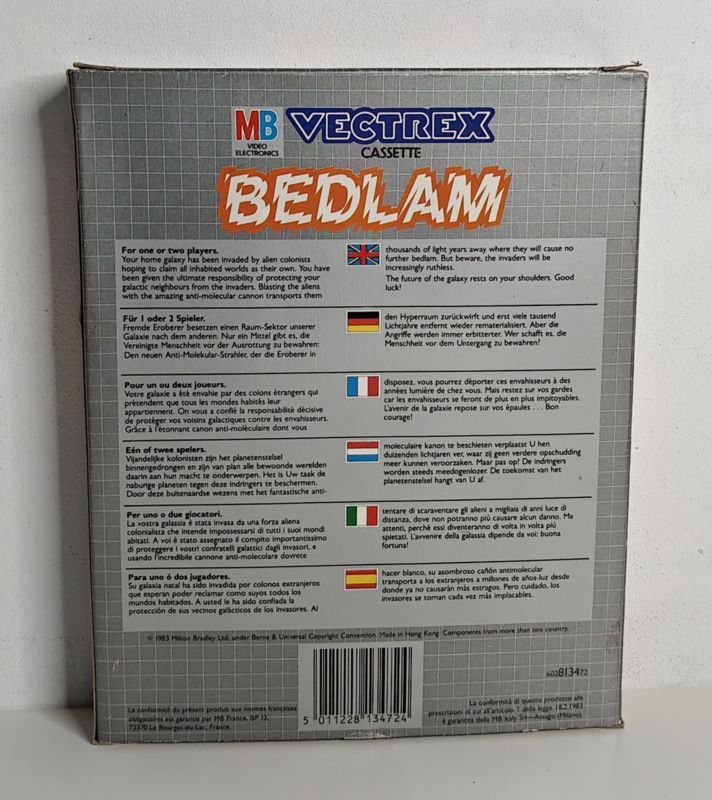 MB VECTREX
VIDEO
ELECTRONICS
CASSETTE
BEDLAM
For one or two players.
Your home galaxy has been invaded by alien colonists
hoping to claim all inhabited worlds as their own. You have
been given the ultimate responsibility of protecting your
galactic neighbours from the invaders. Blasting the aliens
with the amazing anti-molecular cannon transports them
thousands of light years away where they will cause no
further bedlam. But beware, the invaders will be
increasingly ruthless.
The future of the galaxy rests on your shoulders. Good
luck!
Für 1 oder 2 Spieler.
Fremde Eroberer besetzen einen Raum-Sektor unserer
Galaxie nach dem anderen. Nur ein Mittel gibt es, die
Vereinigte Menschheit vor der Ausrottung zu bewahren:
Den neuen Anti-Molekular-Strahler, der die Eroberer in
den Hyperraum zurückwirft und erst viele tausend
Lichtjahre entfernt wieder rematerialisiert. Aber die
Angriffe werden immer erbitterter. Wer schafft es, die
Menschheit vor dem Untergang zu bewahren?
Pour un ou deux joueurs.
Votre galaxie a été envahie par des colons étrangers qui
prétendent que tous les mondes habités leur
appartiennent. On vous a confié la responsabilité décisive
de protéger vos voisins galactiques contre les envahisseurs.
Grâce à l'étonnant canon anti-moléculaire dont vous
disposez, vous pourrez déporter ces envahisseurs à des
années lumière de chez vous. Mais restez sur vos gardes
car les envahisseurs se feront de plus en plus impitoyables.
L'avenir de la galaxie repose sur vos épaules . . . Bon
courage!
Eén of twee spelers.
Vijandelijke kolonisten zijn het planetenstelsel
binnengedrongen en zijn van plan alle bewoonde werelden
daarin aan hun macht te onderwerpen. Het is Uw taak de
naburige planeten tegen deze indringers te beschermen.
Door deze buitenaardse wezens met het fantastische anti-
moleculaire kanon te beschieten verplaatst U hen
duizenden lichtjaren ver, waar zij geen verdere opschudding
meer kunnen veroorzaken. Maar pas op! De indringers
worden steeds meedogenlozer. De toekomst van het
planetenstelsel hangt van U af.
Per uno o due giocatori.
La vostra galassia è stata invasa da una forza aliena
colonialista che intende impossessarsi di tutti i suoi mondi
abitati. A voi è stato assegnato il compito importantissimo
di proteggere i vostri confratelli galattici dagli invasori, e
usando l'incredibile cannone anti-molecolare dovrete
tentare di scaraventare gli alieni a migliaia di anni luce di
distanza, dove non potranno più causare alcun danno. Ma
attenti, perchè essi diventeranno di volta in volta più
spietati. L'avvenire della galassia dipende da voi: buona
fortuna!
Para uno ó dos jugadores.
Su galaxia natal ha sido invadida por colonos extranjeros
que esperan poder reclamar como suyos todos los
mundos habitados. A usted le ha sido confiada la
protección de sus vecinos galácticos de los invasores. Al
hacer blanco, su asombroso cañón antimolecular
transporta a los extranjeros a millones de años-luz desde
donde ya no causarán más estragos. Pero cuidado, los
invasores se tornan cada vez más implacables.
© 1983 Milton Bradley Ltd. under Berne & Universal Copyright Convention. Made in Hong Kong. Components from more than one country.
602813472
5 011228 134724
La conformité du présent produit aux normes françaises
obligatoires est garantie par MB France, BP 12,
73370 Le Bourget-du-Lac, France.
La conformità di questo prodotto alle
prescrizioni di cui all'articolo 1 della legge 18.2.1983
è garantita dalla MB Italy Srl—Assago (Milano).